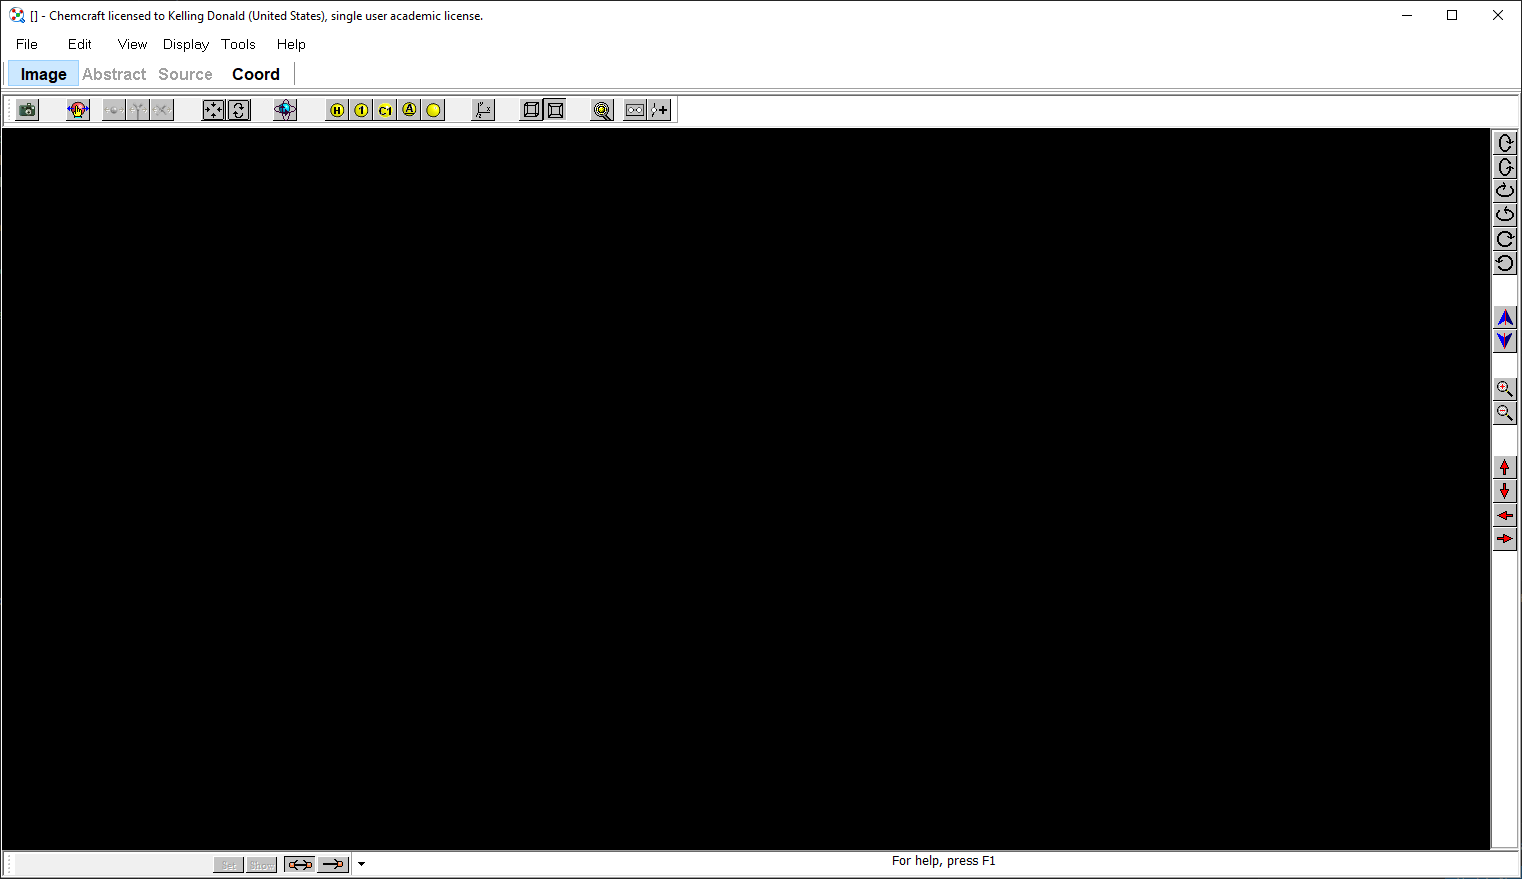 [] - Chemcraft licensed to Kelling Donald (United States), single user academic license.
File Edit View Display Tools Help
Image Abstract Source Coord
H 1 C1 A
Set Show
For help, press F1